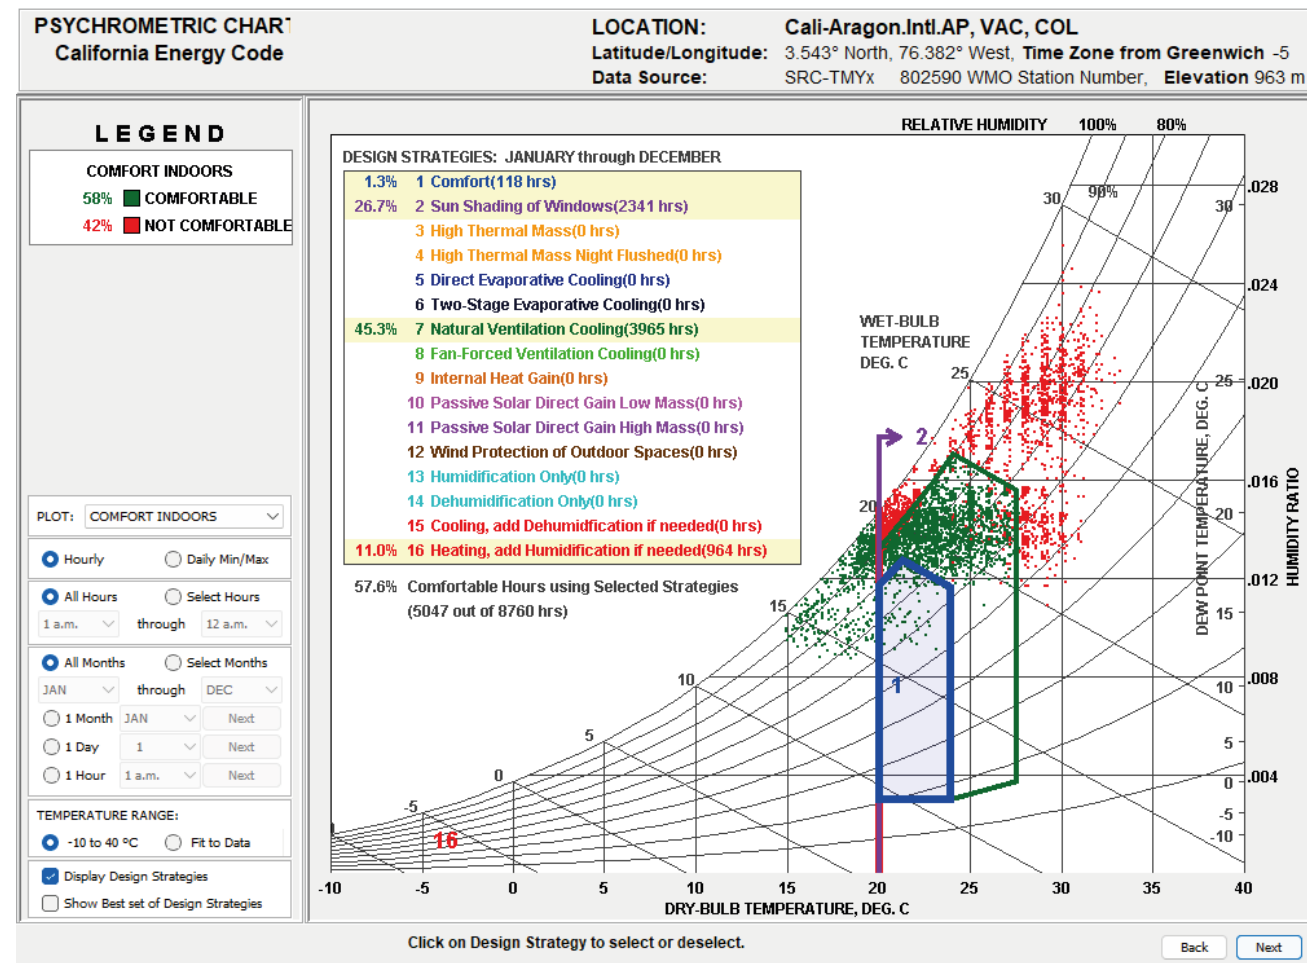 PSYCHROMETRIC CHART
California Energy Code
LOCATION: Cali-Aragon.Intl.AP, VAC, COL
Latitude/Longitude: 3.543° North, 76.382° West, Time Zone from Greenwich -5
Data Source: SRC-TMYx 802590 WMO Station Number, Elevation 963 m
LEGEND
COMFORT INDOORS
58% COMFORTABLE
42% NOT COMFORTABLE
PLOT: COMFORT INDOORS
Hourly Daily Min/Max
All Hours Select Hours
1 a.m. through 12 a.m.
All Months Select Months
JAN through DEC
1 Month JAN Next
1 Day 1 Next
1 Hour 1 a.m. Next
TEMPERATURE RANGE:
-10 to 40 °C Fit to Data
Display Design Strategies
Show Best set of Design Strategies
DESIGN STRATEGIES: JANUARY through DECEMBER
1.3% 1 Comfort(118 hrs)
26.7% 2 Sun Shading of Windows(2341 hrs)
3 High Thermal Mass(0 hrs)
4 High Thermal Mass Night Flushed(0 hrs)
5 Direct Evaporative Cooling(0 hrs)
6 Two-Stage Evaporative Cooling(0 hrs)
45.3% 7 Natural Ventilation Cooling(3965 hrs)
8 Fan-Forced Ventilation Cooling(0 hrs)
9 Internal Heat Gain(0 hrs)
10 Passive Solar Direct Gain Low Mass(0 hrs)
11 Passive Solar Direct Gain High Mass(0 hrs)
12 Wind Protection of Outdoor Spaces(0 hrs)
13 Humidification Only(0 hrs)
14 Dehumidification Only(0 hrs)
15 Cooling, add Dehumidfication if needed(0 hrs)
11.0% 16 Heating, add Humidification if needed(964 hrs)
57.6% Comfortable Hours using Selected Strategies
(5047 out of 8760 hrs)
RELATIVE HUMIDITY 100% 80%
90%
WET-BULB
TEMPERATURE
DEG. C
-5
0
5
10
15
20
25
30
2
1
16
30
25
20
15
10
5
0
-5
-10
DEW POINT TEMPERATURE, DEG. C
.028
.024
.020
.016
.012
.008
.004
HUMIDITY RATIO
-10 -5 0 5 10 15 20 25 30 35 40
DRY-BULB TEMPERATURE, DEG. C
Click on Design Strategy to select or deselect.
Back Next